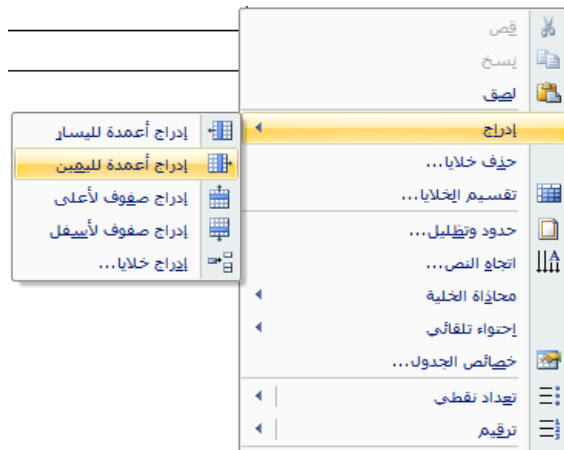 قص
نسخ
لصق
إدراج
حذف خلايا...
تقسيم الخلايا...
حدود وتظليل...
اتجاه النص...
محاذاة الخلية
إحتواء تلقائي
خصائص الجدول...
تعداد نقطي
ترقيم
إدراج أعمدة لليسار
إدراج أعمدة لليمين
إدراج صفوف لأعلى
إدراج صفوف لأسفل
إدراج خلايا...